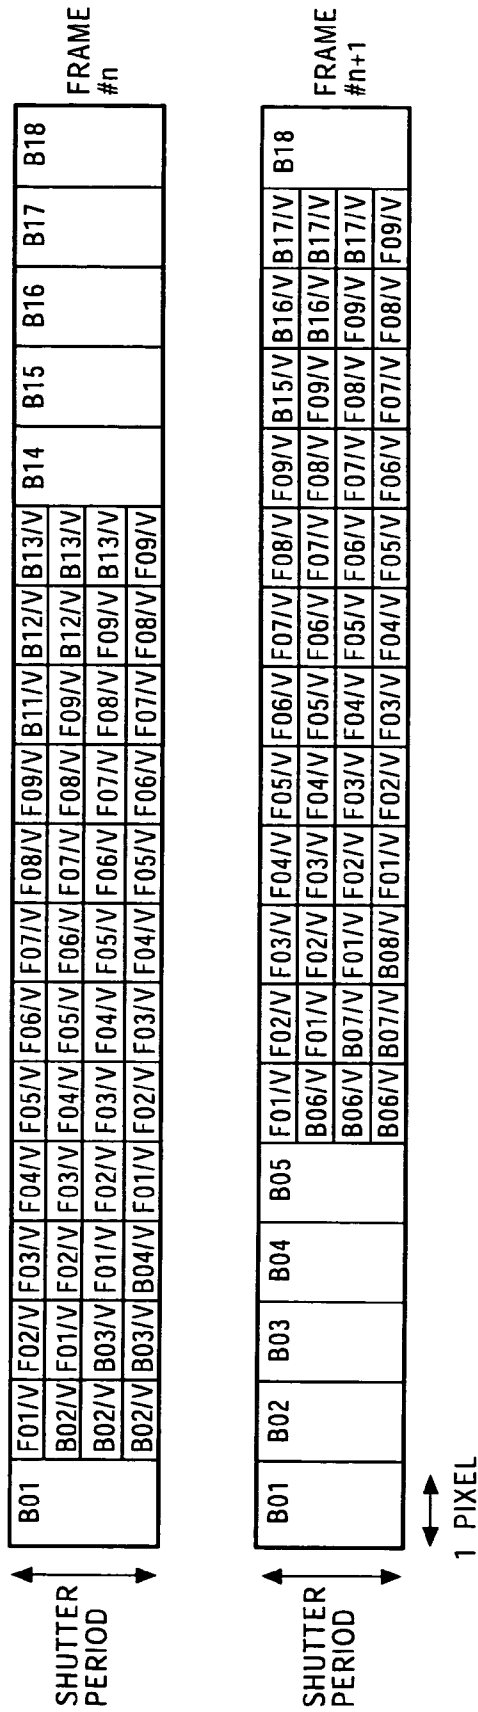 SHUTTER
PERIOD
B01 F01/V F02/V F03/V F04/V F05/V F06/V F07/V F08/V F09/V B11/V B12/V B13/V B14 B15 B16 B17 B18
B02/V F01/V F02/V F03/V F04/V F05/V F06/V F07/V F08/V F09/V B12/V B13/V
B02/V B03/V F01/V F02/V F03/V F04/V F05/V F06/V F07/V F08/V F09/V B13/V
B02/V B03/V B04/V F01/V F02/V F03/V F04/V F05/V F06/V F07/V F08/V F09/V
FRAME
#n
SHUTTER
PERIOD
B01 B02 B03 B04 B05 F01/V F02/V F03/V F04/V F05/V F06/V F07/V F08/V F09/V B15/V B16/V B17/V B18
B06/V F01/V F02/V F03/V F04/V F05/V F06/V F07/V F08/V F09/V B16/V B17/V
B06/V B07/V F01/V F02/V F03/V F04/V F05/V F06/V F07/V F08/V F09/V B17/V
B06/V B07/V B08/V F01/V F02/V F03/V F04/V F05/V F06/V F07/V F08/V F09/V
FRAME
#n+1
1 PIXEL